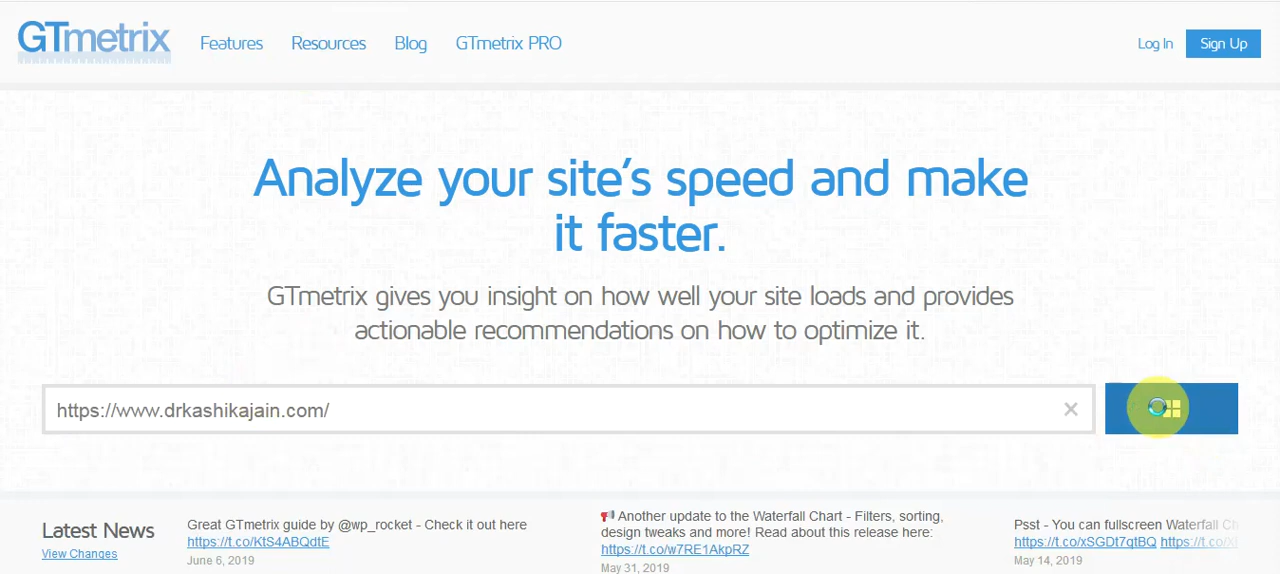 GTmetrix
Features
Resources
Blog
GTmetrix PRO
Log In
Sign Up
Analyze your site's speed and make
it faster.
GTmetrix gives you insight on how well your site loads and provides
actionable recommendations on how to optimize it.
https://www.drkashikajain.com/
Latest News
View Changes
Great GTmetrix guide by @wp_rocket - Check it out here
https://t.co/KtS4ABQdtE
June 6, 2019
Another update to the Waterfall Chart - Filters, sorting,
design tweaks and more! Read about this release here:
https://t.co/w7RE1AkpRZ
May 31, 2019
Psst - You can fullscreen Waterfall
https://t.co/xSGDt7qtBQ
May 14, 2019